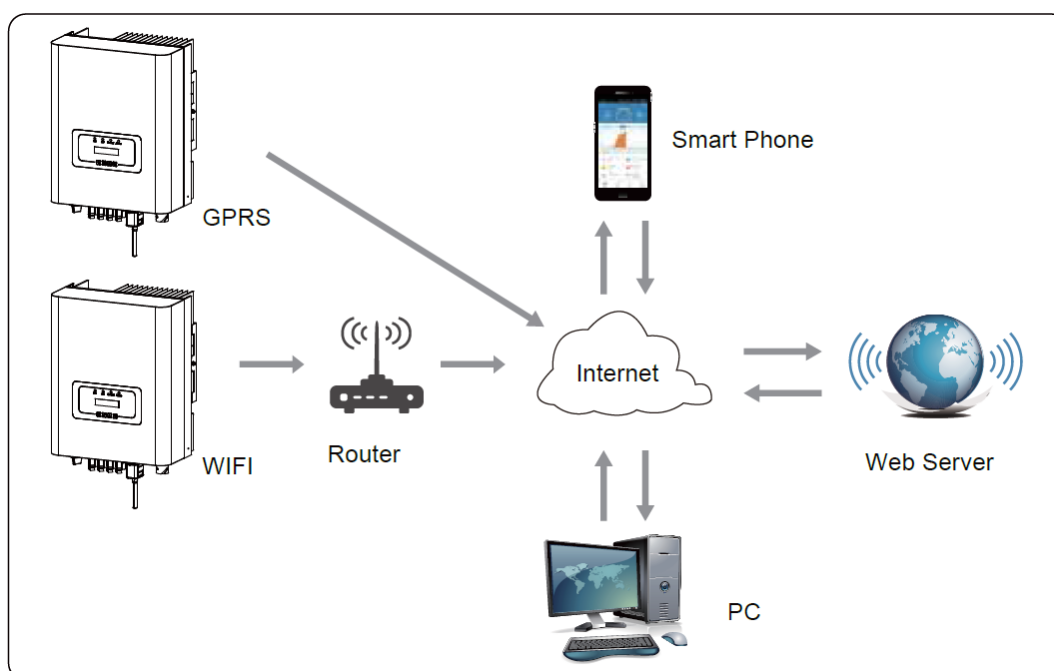 Smart Phone
GPRS
Internet
Router
WIFI
Web Server
PC